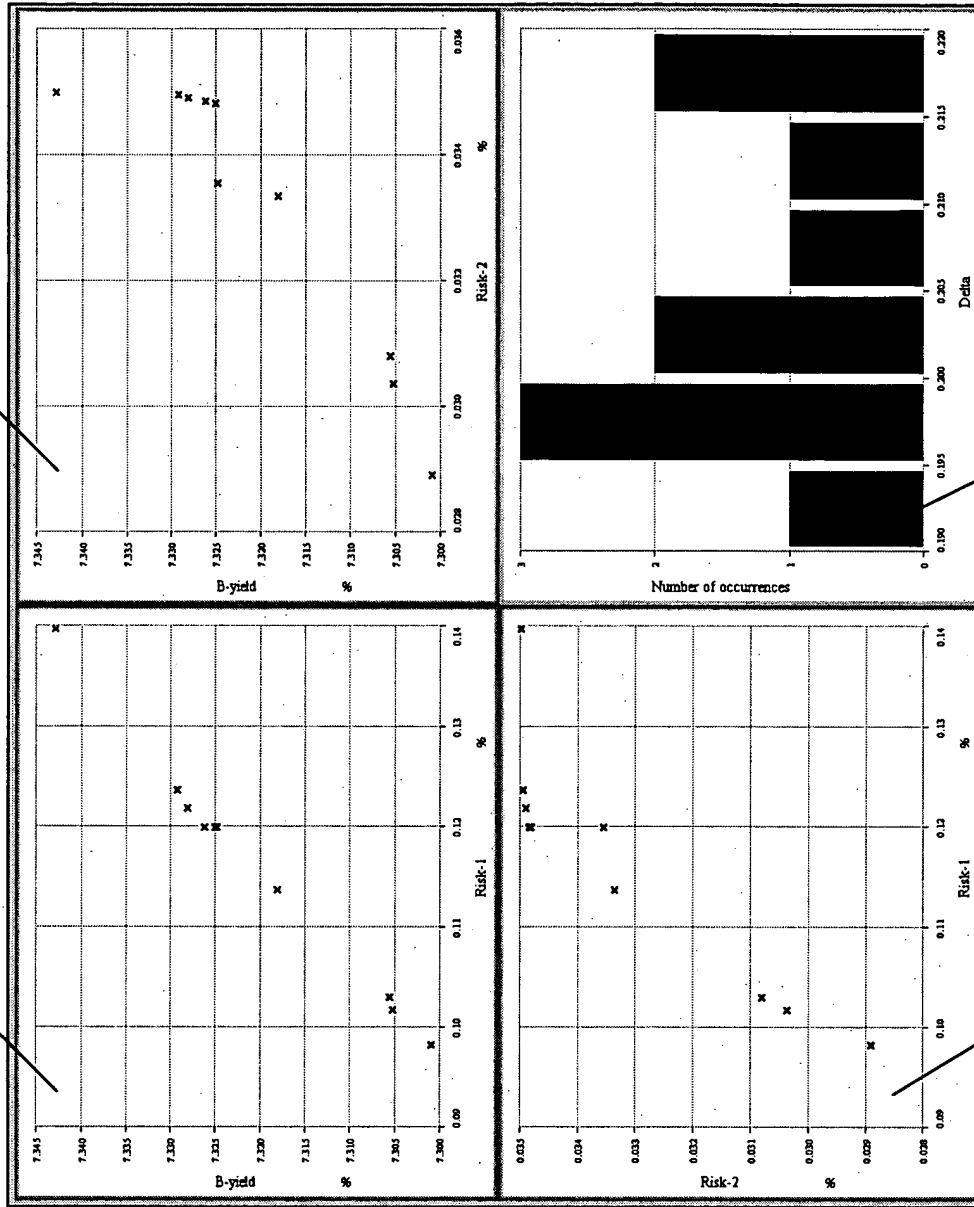 7.345
7.340
7.335
7.330
7.325
7.320
7.315
7.310
7.305
7.300
B-yield %
0.09 0.10 0.11 0.12 0.13 0.14
Risk-1 %
7.345
7.340
7.335
7.330
7.325
7.320
7.315
7.310
7.305
7.300
B-yield %
0.028 0.030 0.032 0.034 0.036
Risk-2 %
0.035
0.034
0.033
0.032
0.031
0.030
0.029
0.028
Risk-2 %
0.09 0.10 0.11 0.12 0.13 0.14
Risk-1 %
3
2
1
0
Number of occurrences
0.190 0.195 0.200 0.205 0.210 0.215 0.220
Delta